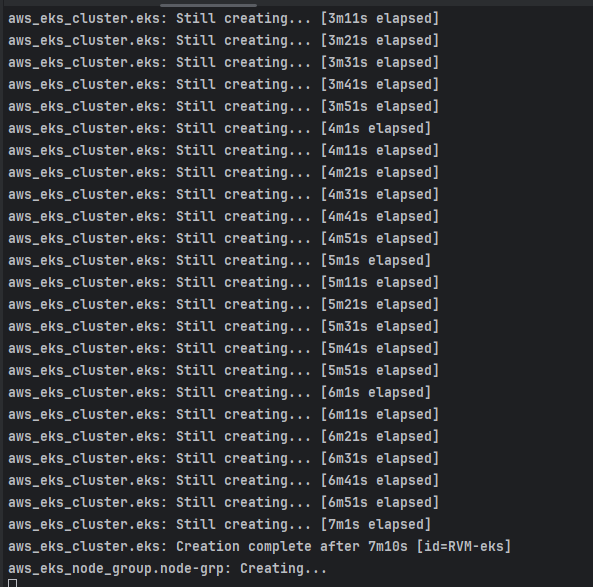 aws_eks_cluster.eks: Still creating... [3m11s elapsed]
aws_eks_cluster.eks: Still creating... [3m21s elapsed]
aws_eks_cluster.eks: Still creating... [3m31s elapsed]
aws_eks_cluster.eks: Still creating... [3m41s elapsed]
aws_eks_cluster.eks: Still creating... [3m51s elapsed]
aws_eks_cluster.eks: Still creating... [4m1s elapsed]
aws_eks_cluster.eks: Still creating... [4m11s elapsed]
aws_eks_cluster.eks: Still creating... [4m21s elapsed]
aws_eks_cluster.eks: Still creating... [4m31s elapsed]
aws_eks_cluster.eks: Still creating... [4m41s elapsed]
aws_eks_cluster.eks: Still creating... [4m51s elapsed]
aws_eks_cluster.eks: Still creating... [5m1s elapsed]
aws_eks_cluster.eks: Still creating... [5m11s elapsed]
aws_eks_cluster.eks: Still creating... [5m21s elapsed]
aws_eks_cluster.eks: Still creating... [5m31s elapsed]
aws_eks_cluster.eks: Still creating... [5m41s elapsed]
aws_eks_cluster.eks: Still creating... [5m51s elapsed]
aws_eks_cluster.eks: Still creating... [6m1s elapsed]
aws_eks_cluster.eks: Still creating... [6m11s elapsed]
aws_eks_cluster.eks: Still creating... [6m21s elapsed]
aws_eks_cluster.eks: Still creating... [6m31s elapsed]
aws_eks_cluster.eks: Still creating... [6m41s elapsed]
aws_eks_cluster.eks: Still creating... [6m51s elapsed]
aws_eks_cluster.eks: Still creating... [7m1s elapsed]
aws_eks_cluster.eks: Creation complete after 7m10s [id=RVM-eks]
aws_eks_node_group.node-grp: Creating...